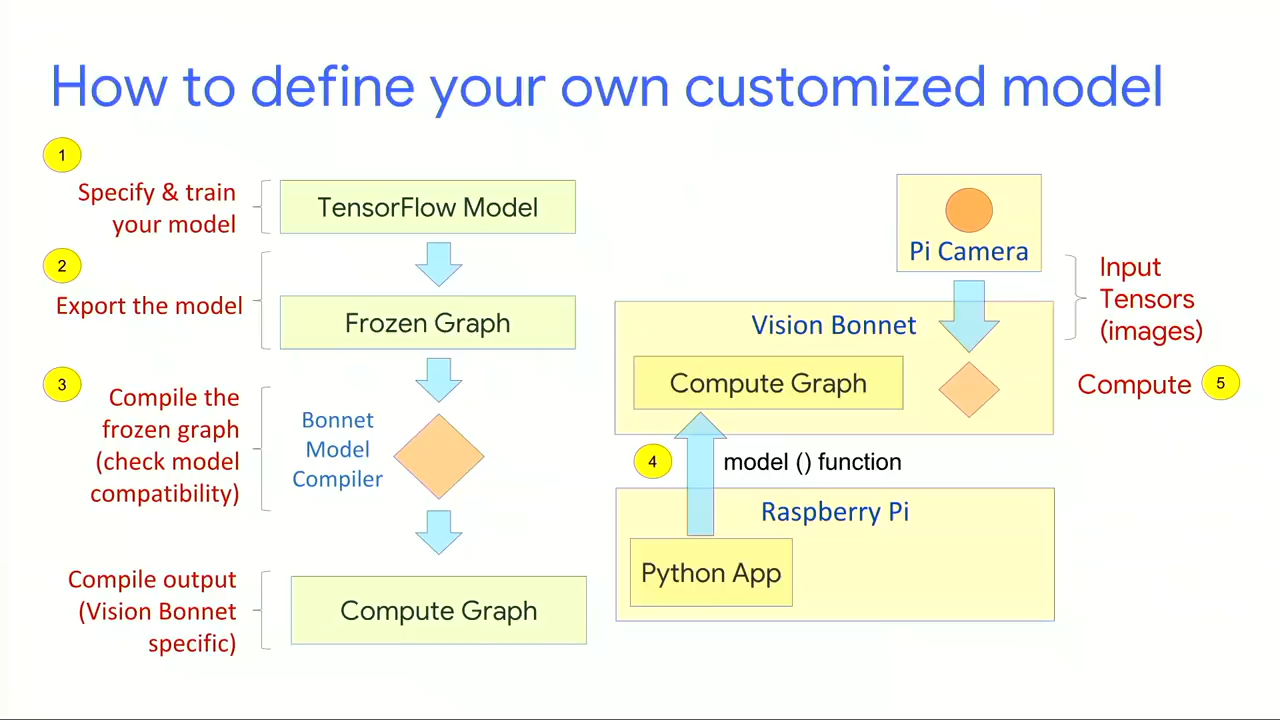 How to define your own customized model
1
Specify & train
your model
TensorFlow Model
2
Export the model
Frozen Graph
3
Compile the
frozen graph
(check model
compatibility)
Bonnet
Model
Compiler
Compile output
(Vision Bonnet
specific)
Compute Graph
Pi Camera
Input
Tensors
(images)
Vision Bonnet
Compute Graph
Compute
5
4
model () function
Raspberry Pi
Python App